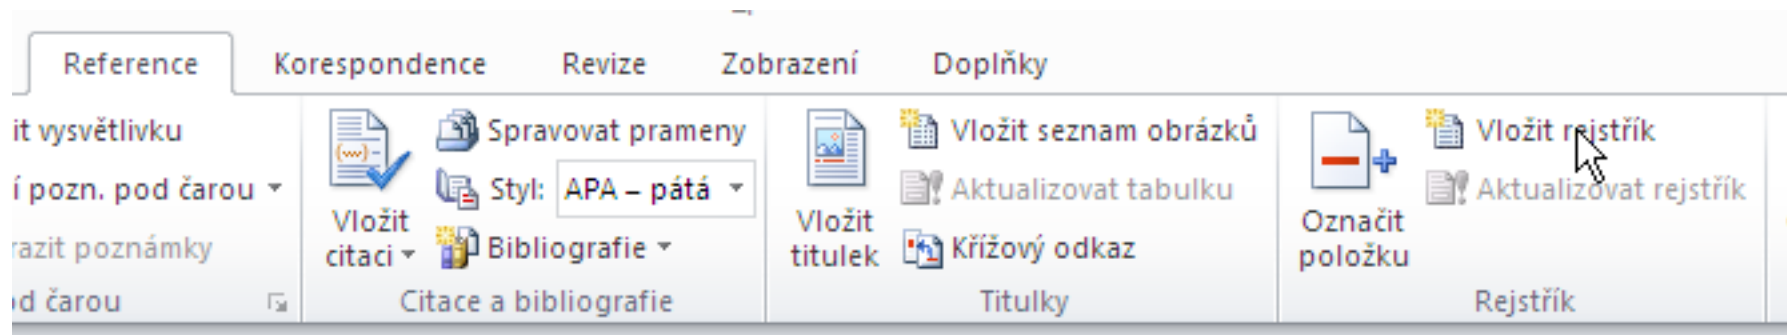 Reference Korespondence Revize Zobrazení Doplňky
it vysvětlivku
í pozn. pod čarou
razit poznámky
od čarou
Vložit
citaci
Spravovat prameny
Styl: APA – pátá
Bibliografie
Citace a bibliografie
Vložit
titulek
Vložit seznam obrázků
Aktualizovat tabulku
Křížový odkaz
Titulky
Označit
položku
Vložit rejstřík
Aktualizovat rejstřík
Rejstřík